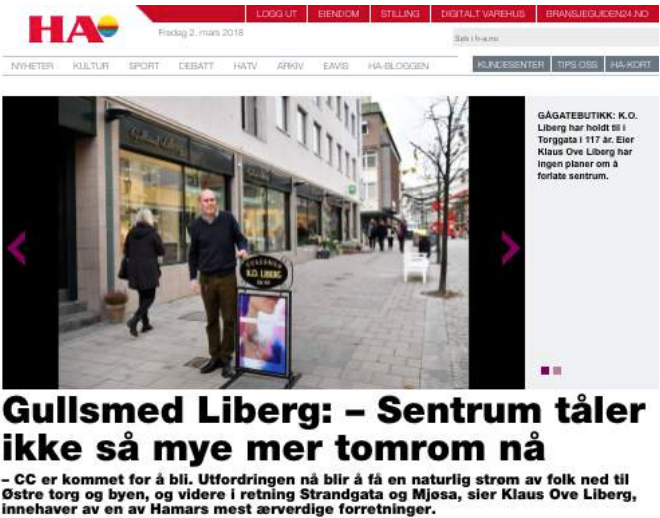 LOGG UT EIENDOM STILLING DIGITALT VAREHUS BRANSJEGUIDEN24.NO
HA
Fredag 2. mars 2018
Søk i h-a.no
NYHETER KULTUR SPORT DEBATT HATV ARKIV EAVIS HA-BLOGGEN KUNDESENTER TIPS OSS HA-KORT
GÅGATEBUTIKK: K.O.
Liberg har holdt til i
Torggata i 117 år. Eier
Klaus Ove Liberg har
ingen planer om å
forlate sentrum.
GULLSMED
K.O. LIBERG
Gullsmed Liberg: – Sentrum tåler
ikke så mye mer tomrom nå
– CC er kommet for å bli. Utfordringen nå blir å få en naturlig strøm av folk ned til
Østre torg og byen, og videre i retning Strandgata og Mjøsa, sier Klaus Ove Liberg,
innehaver av en av Hamars mest ærverdige forretninger.